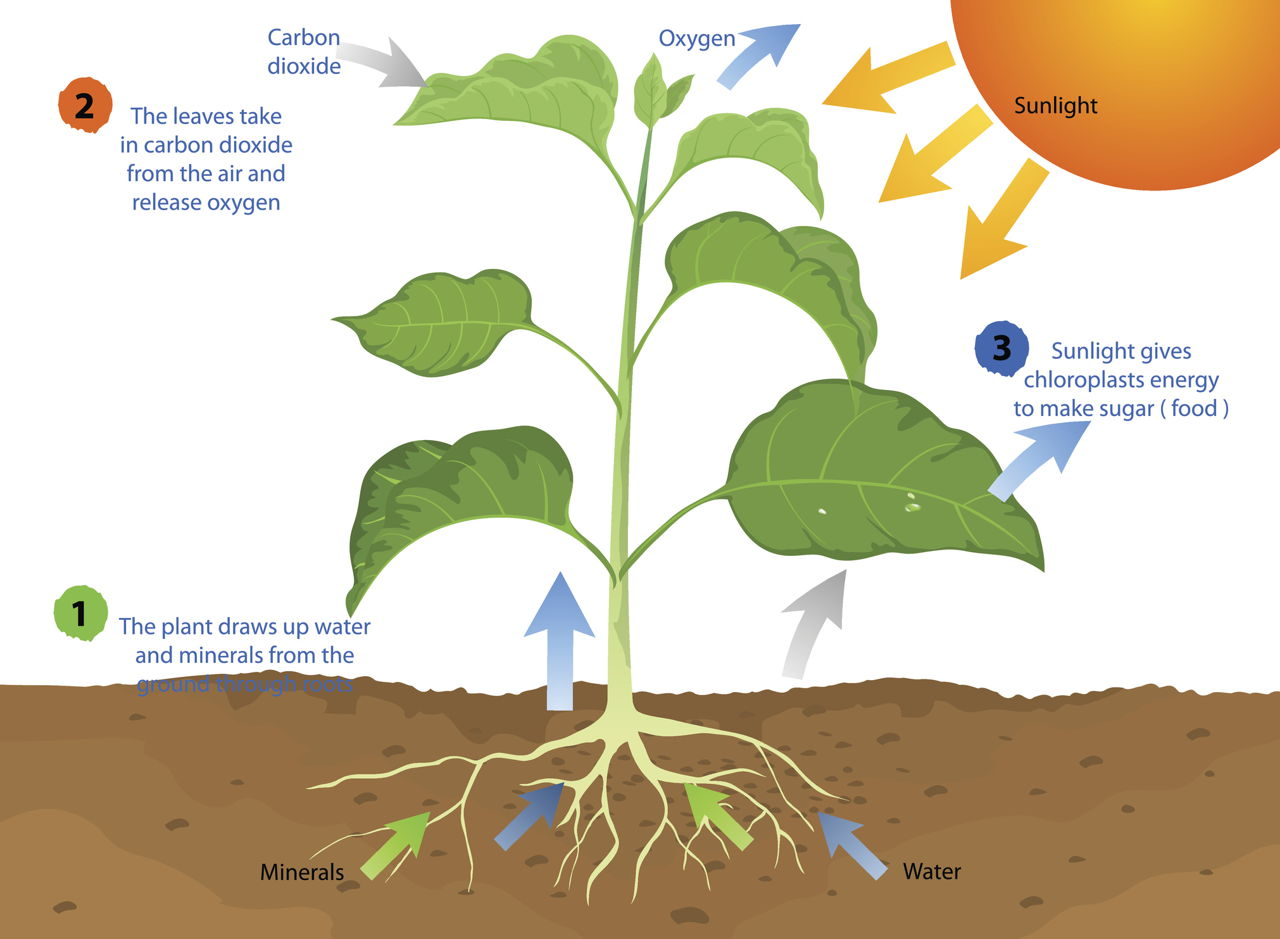 Carbon
dioxide
Oxygen
Sunlight
2
The leaves take
in carbon dioxide
from the air and
release oxygen
3
Sunlight gives
chloroplasts energy
to make sugar ( food )
1
The plant draws up water
and minerals from the
ground through roots
Minerals
Water